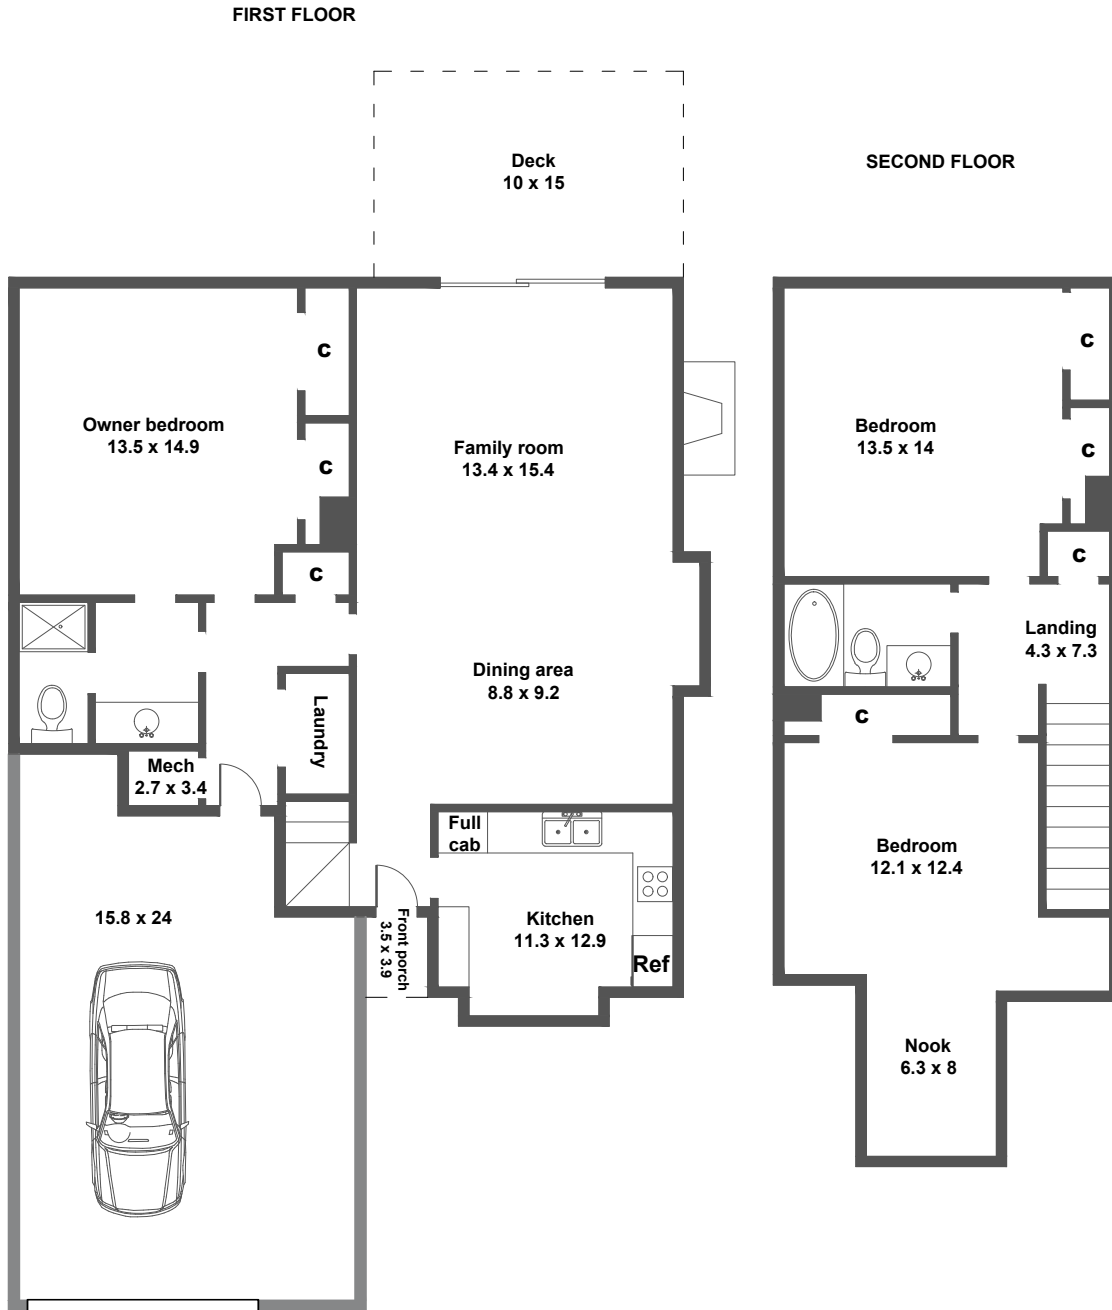 FIRST FLOOR
Deck
10 x 15
SECOND FLOOR
C
C
Owner bedroom
13.5 x 14.9
Family room
13.4 x 15.4
Bedroom
13.5 x 14
C
C
C
C
Landing
4.3 x 7.3
Dining area
8.8 x 9.2
Laundry
C
Mech
2.7 x 3.4
Full
cab
Bedroom
12.1 x 12.4
15.8 x 24
Front porch
3.5 x 3.9
Kitchen
11.3 x 12.9
Ref
Nook
6.3 x 8